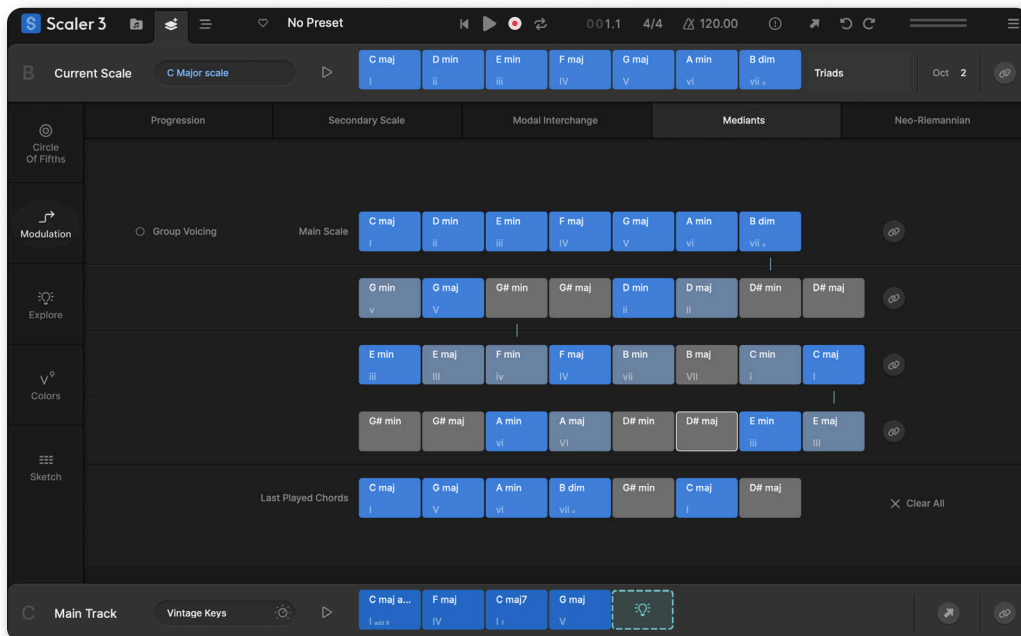 Scaler 3
No Preset
001.1 4/4 120.00
B Current Scale C Major scale
C maj D min E min F maj G maj A min B dim
I ii iii IV V vi vii o
Triads Oct 2
Progression Secondary Scale Modal Interchange Mediants Neo-Riemannian
Circle
Of Fifths
Modulation
Explore
Colors
Sketch
Group Voicing Main Scale
C maj D min E min F maj G maj A min B dim
I ii iii IV V vi vii o
G min G maj G# min G# maj D min D maj D# min D# maj
v V ii II
E min E maj F min F maj B min B maj C min C maj
iii III iv IV vii VII i I
G# min G# maj A min A maj D# min D# maj E min E maj
vi VI iii III
Last Played Chords
C maj G maj A min B dim G# min C maj D# maj
I V vi vii o I
Clear All
C Main Track Vintage Keys
C maj a... F maj C maj7 G maj
I add 9 IV I 7 V